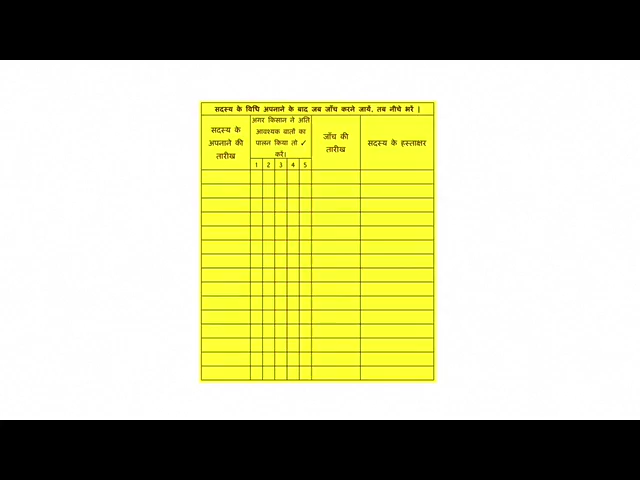 सदस्य के विधि अपनाने के बाद जब जाँच करने जायें, तब नीचे भरें |
सदस्य के
अपनाने की
तारीख
अगर किसान ने अति
आवश्यक बातों का
पालन किया तो ✓
करें|
1 2 3 4 5
जाँच की
तारीख
सदस्य के हस्ताक्षर